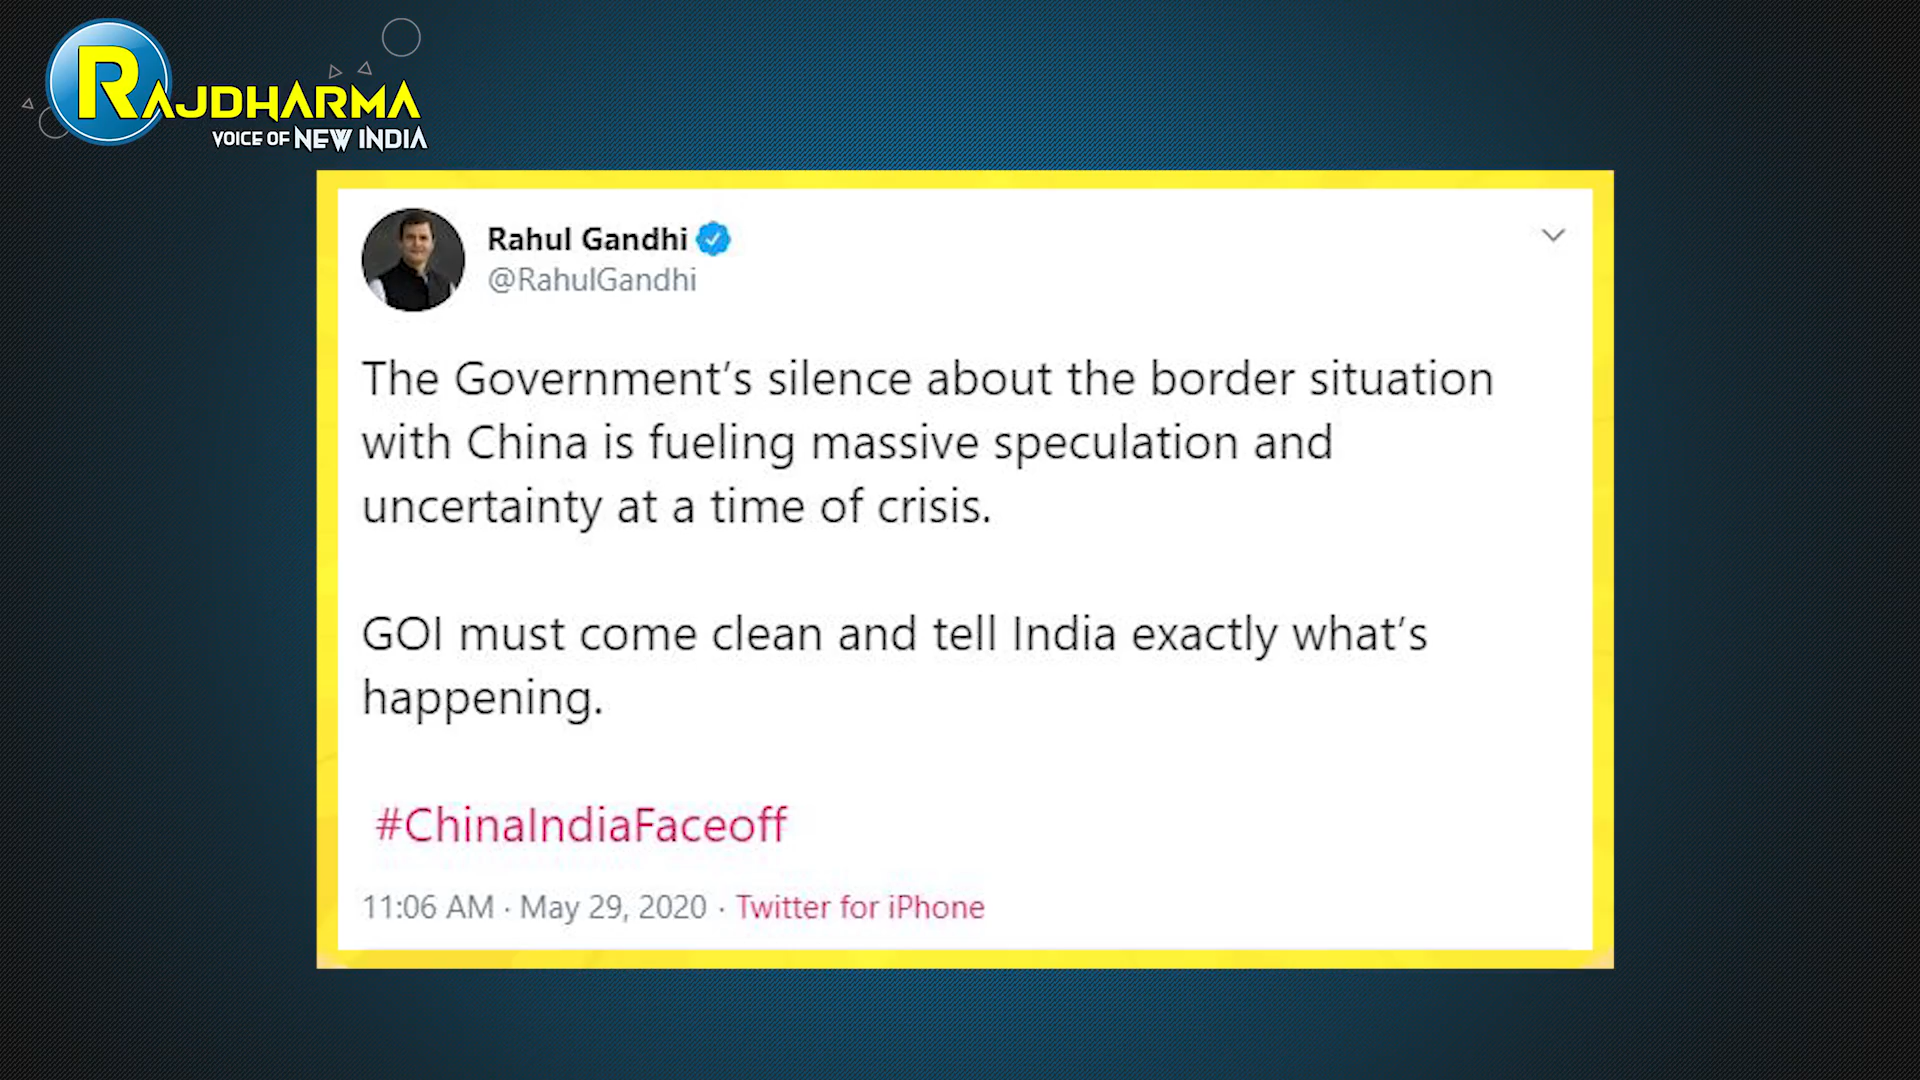 RAJDHARMA
VOICE OF NEW INDIA
Rahul Gandhi
@RahulGandhi
The Government’s silence about the border situation
with China is fueling massive speculation and
uncertainty at a time of crisis.
GOI must come clean and tell India exactly what’s
happening.
#ChinaIndiaFaceoff
11:06 AM · May 29, 2020 · Twitter for iPhone